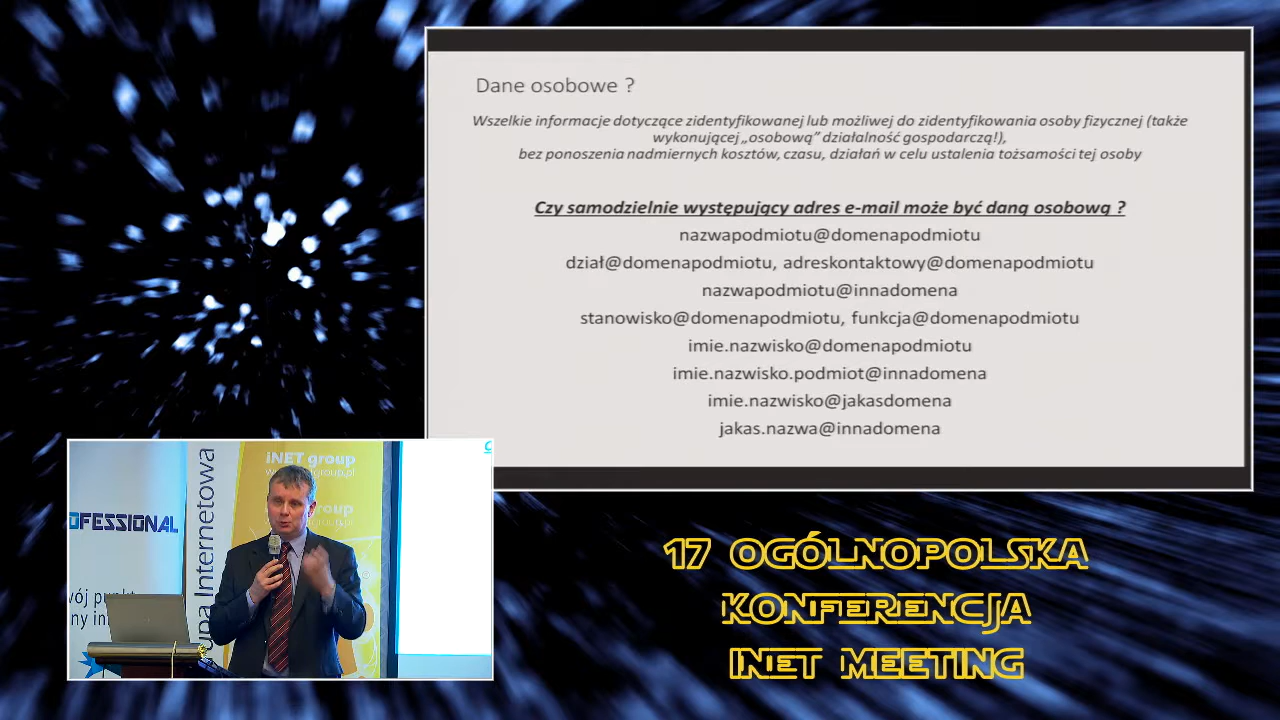 Dane osobowe ?
Wszelkie informacje dotyczące zidentyfikowanej lub możliwej do zidentyfikowania osoby fizycznej (także
wykonującej „osobową” działalność gospodarczą!),
bez ponoszenia nadmiernych kosztów, czasu, działań w celu ustalenia tożsamości tej osoby
Czy samodzielnie występujący adres e-mail może być daną osobową ?
nazwapodmiotu@domenapodmiotu
dział@domenapodmiotu, adreskontaktowy@domenapodmiotu
nazwapodmiotu@innadomena
stanowisko@domenapodmiotu, funkcja@domenapodmiotu
imie.nazwisko@domenapodmiotu
imie.nazwisko.podmiot@innadomena
imie.nazwisko@jakasdomena
jakas.nazwa@innadomena
OFESSIONAL
Internetowa
iNET group
17 OGÓLNOPOLSKA
KONFERENCJA
INET MEETING